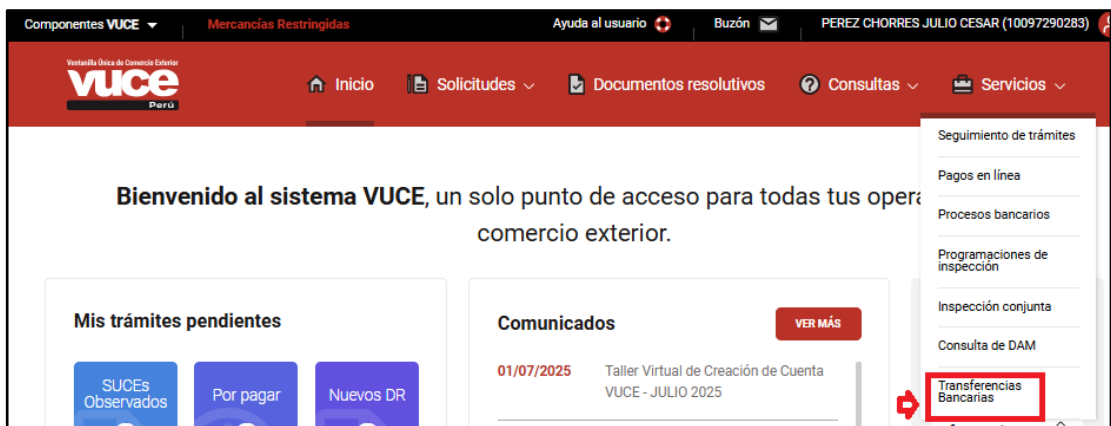 Componentes VUCE
Mercancías Restringidas
Ayuda al usuario
Buzón
PEREZ CHORRES JULIO CESAR (10097290283)
Ventanilla Única de Comercio Exterior
vuce
Perú
Inicio
Solicitudes
Documentos resolutivos
Consultas
Servicios
Seguimiento de trámites
Pagos en línea
Procesos bancarios
Programaciones de
inspección
Inspección conjunta
Consulta de DAM
Transferencias
Bancarias
Bienvenido al sistema VUCE, un solo punto de acceso para todas tus opera
comercio exterior.
Mis trámites pendientes
SUCEs
Observados
Por pagar
Nuevos DR
Comunicados
VER MÁS
01/07/2025
Taller Virtual de Creación de Cuenta
VUCE - JULIO 2025